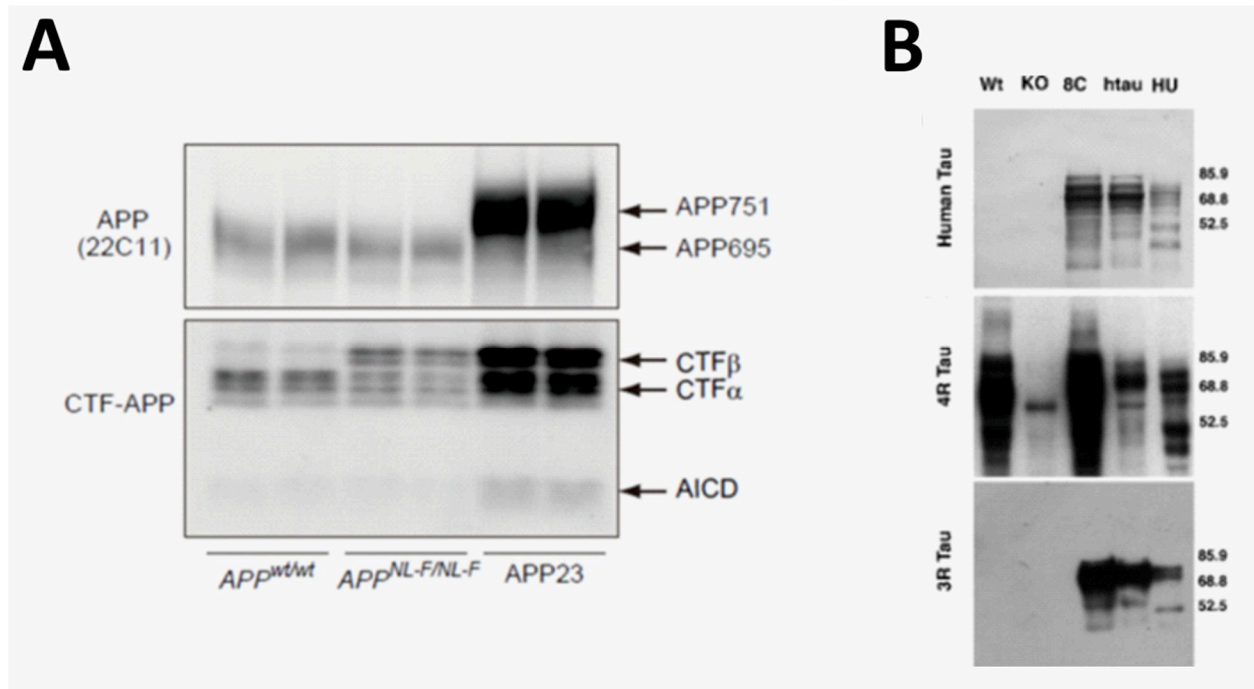 A
APP
(22C11)
APP751
APP695
CTF-APP
CTFβ
CTFα
AICD
APPwt/wt APPNL-F/NL-F APP23
B
Wt KO 8C htau HU
Human Tau
85.9
68.8
52.5
4R Tau
85.9
68.8
52.5
3R Tau
85.9
68.8
52.5